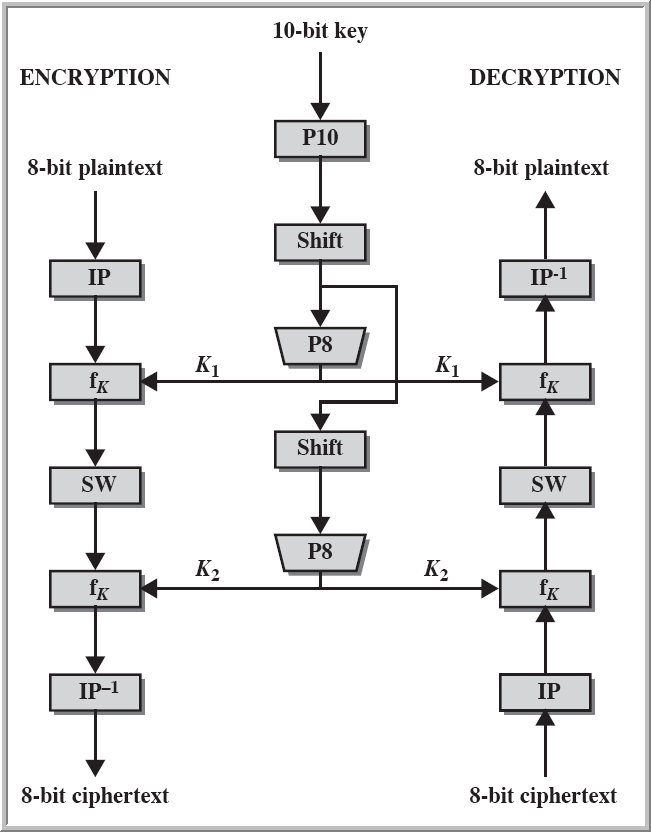 10-bit key
ENCRYPTION
DECRYPTION
P10
8-bit plaintext
8-bit plaintext
Shift
IP
IP-1
P8
K1
K1
fK
fK
Shift
SW
SW
P8
K2
K2
fK
fK
IP–1
IP
8-bit ciphertext
8-bit ciphertext